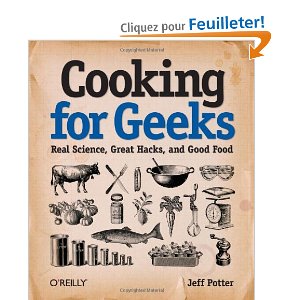 Cliquez pour Feuilleter!
Cooking
for Geeks
Real Science, Great Hacks, and Good Food
O'REILLY
Jeff Potter